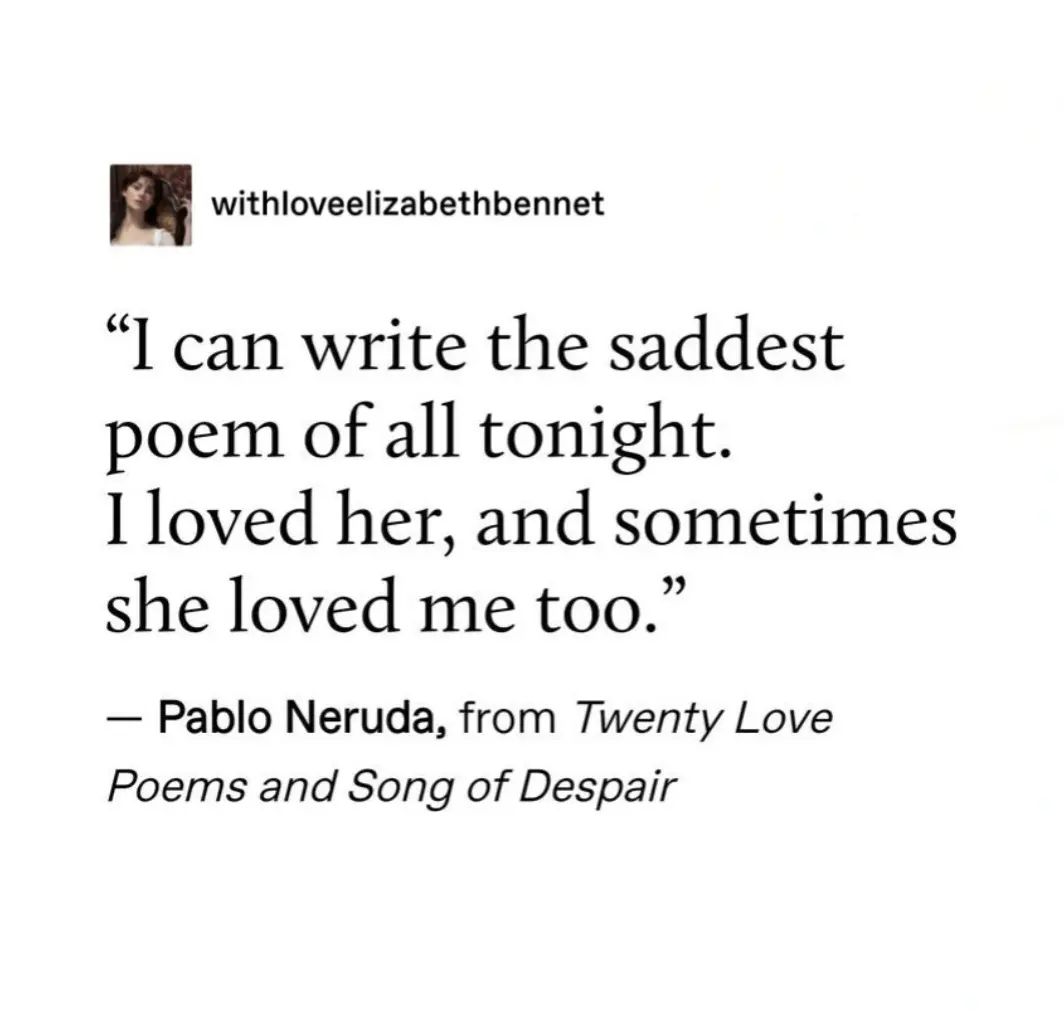 withloveelizabethbennet
“I can write the saddest
poem of all tonight.
I loved her, and sometimes
she loved me too.”
— Pablo Neruda, from Twenty Love
Poems and Song of Despair